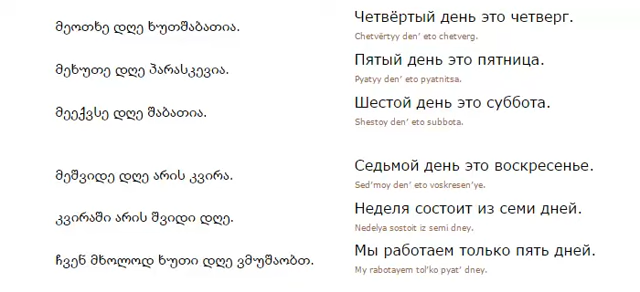 მეოთხე დღე ხუთშაბათია.
Четвёртый день это четверг.
Chetvërtyy den’ eto chetverg.
მეხუთე დღე პარასკევია.
Пятый день это пятница.
Pyatyy den’ eto pyatnitsa.
მეექვსე დღე შაბათია.
Шестой день это суббота.
Shestoy den’ eto subbota.
მეშვიდე დღე არის კვირა.
Седьмой день это воскресенье.
Sed’moy den’ eto voskresen’ye.
კვირაში არის შვიდი დღე.
Неделя состоит из семи дней.
Nedelya sostoit iz semi dney.
ჩვენ მხოლოდ ხუთი დღე ვმუშაობთ.
Мы работаем только пять дней.
My rabotayem tol’ko pyat’ dney.